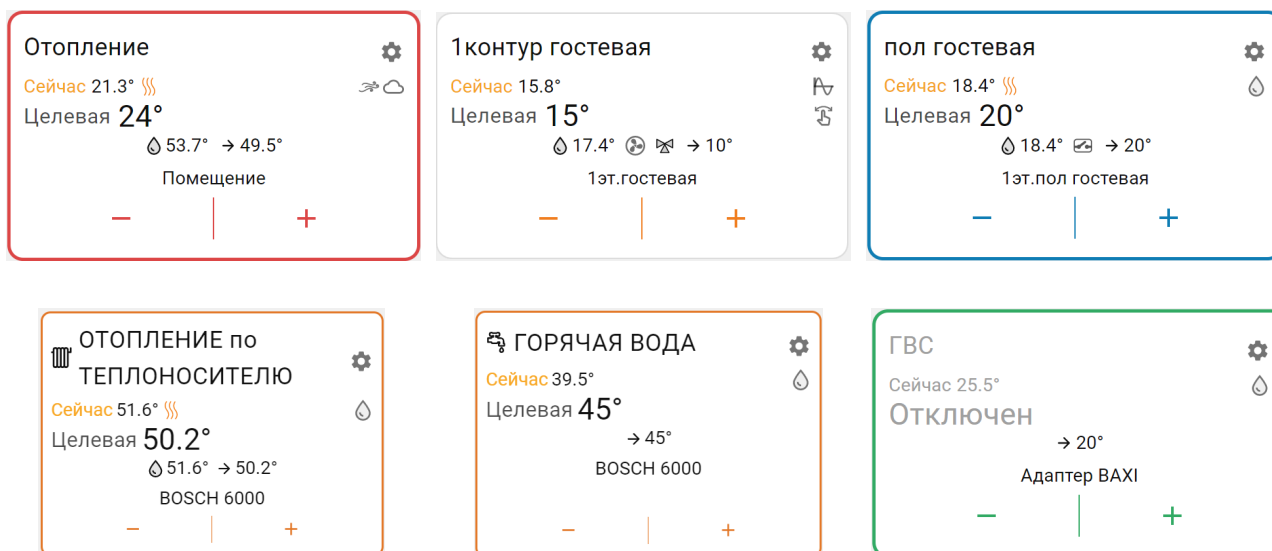 Отопление
Сейчас 21.3°
Целевая 24°
53.7° → 49.5°
Помещение
− +
1контур гостевая
Сейчас 15.8°
Целевая 15°
17.4° → 10°
1эт.гостевая
− +
пол гостевая
Сейчас 18.4°
Целевая 20°
18.4° → 20°
1эт.пол гостевая
− +
ОТОПЛЕНИЕ по
ТЕПЛОНОСИТЕЛЮ
Сейчас 51.6°
Целевая 50.2°
51.6° → 50.2°
BOSCH 6000
− +
ГОРЯЧАЯ ВОДА
Сейчас 39.5°
Целевая 45°
→ 45°
BOSCH 6000
− +
ГВС
Сейчас 25.5°
Отключен
→ 20°
Адаптер BAXI
− +